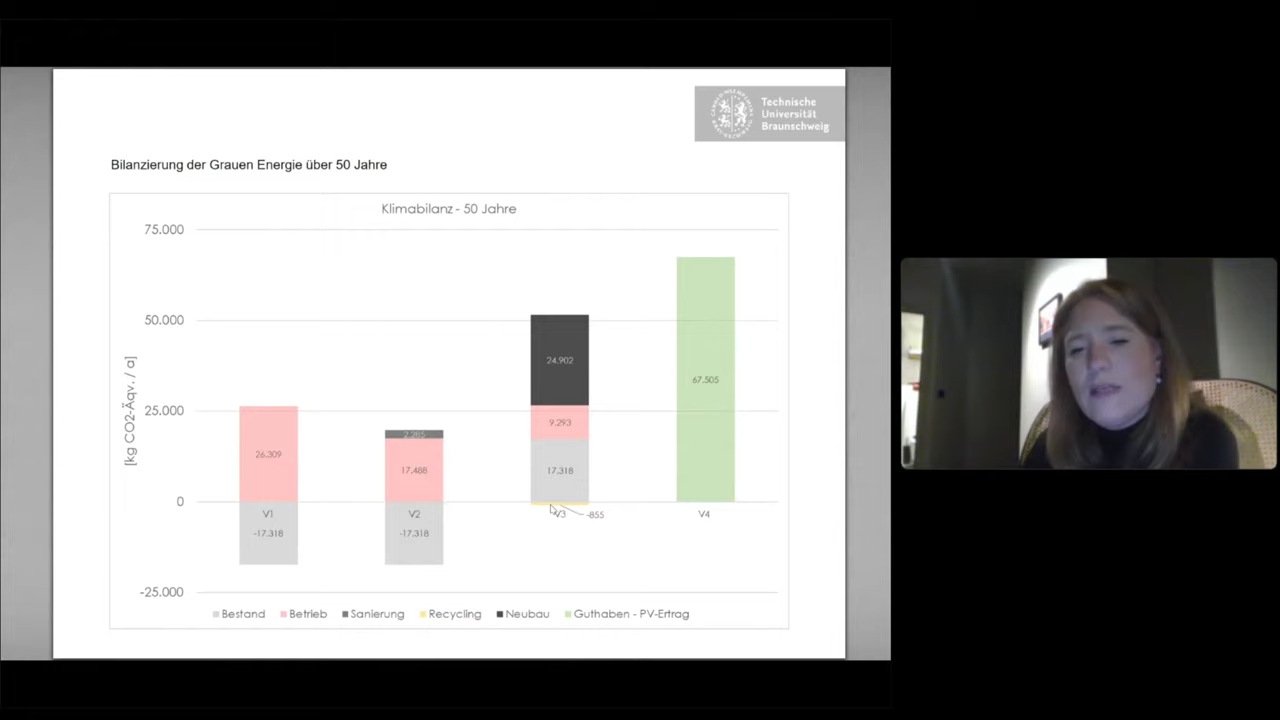 Technische
Universität
Braunschweig
Bilanzierung der Grauen Energie über 50 Jahre
Klimabilanz - 50 Jahre
75.000
50.000
25.000
0
-25.000
[kg CO2-Äqv. / a]
26.309
-17.318
V1
2.285
17.488
-17.318
V2
24.902
9.293
17.318
-855
V3
67.505
V4
Bestand
Betrieb
Sanierung
Recycling
Neubau
Guthaben - PV-Ertrag